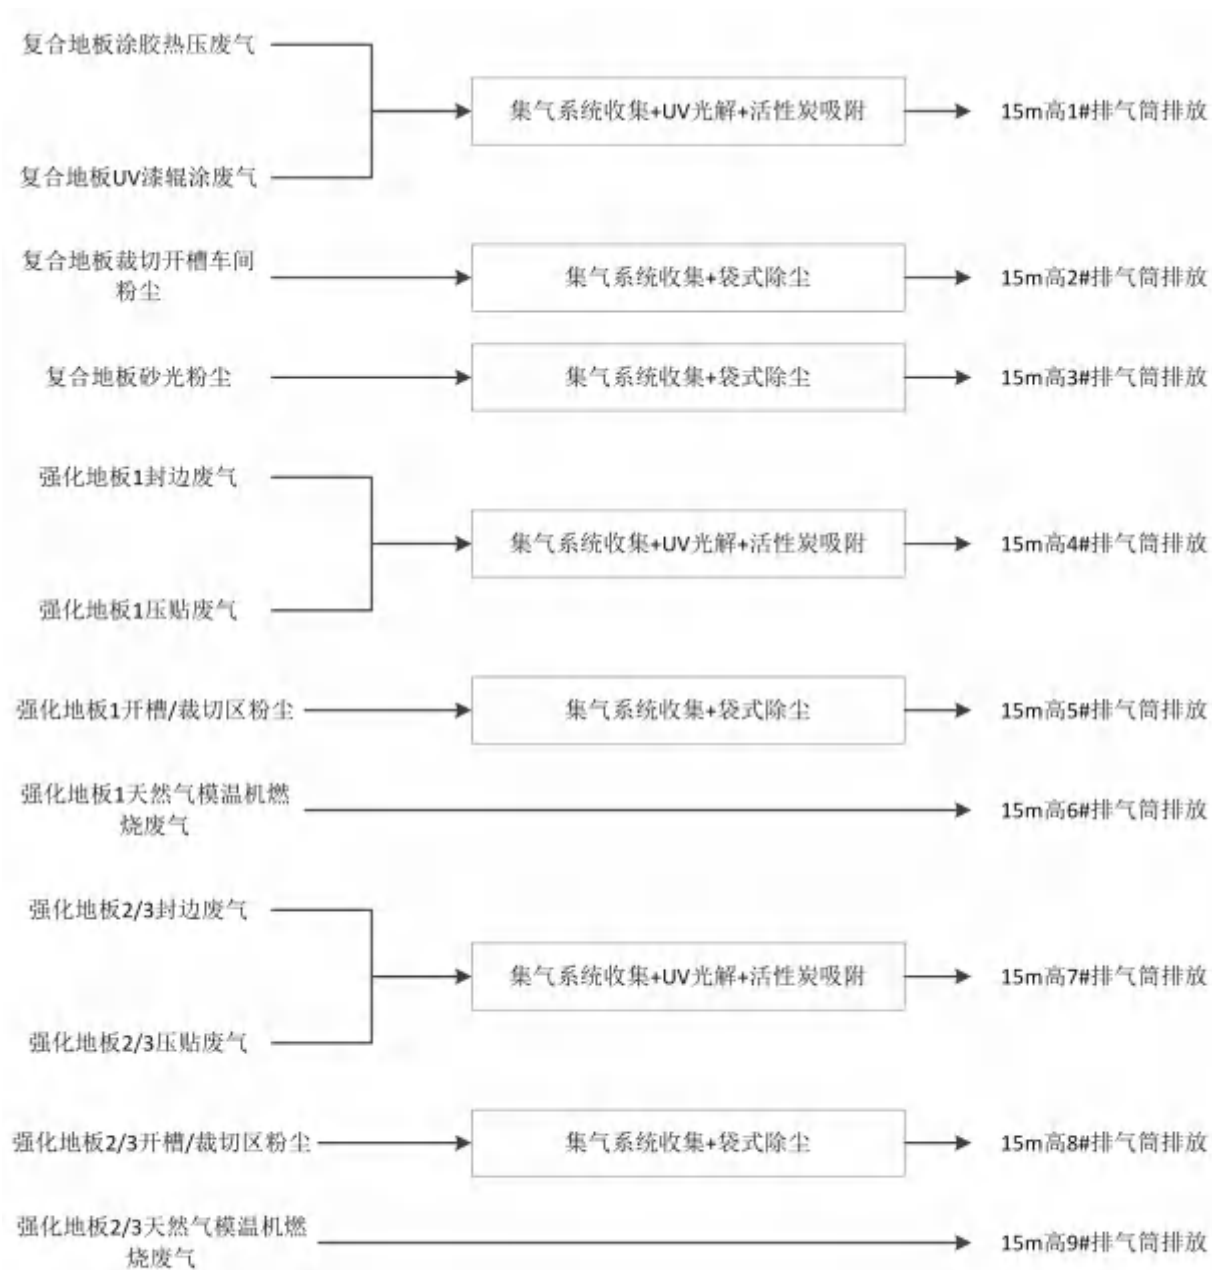 复合地板涂胶热压废气
集气系统收集+UV光解+活性炭吸附
15m高1#排气筒排放
复合地板UV漆辊涂废气
复合地板裁切开槽车间
粉尘
集气系统收集+袋式除尘
15m高2#排气筒排放
复合地板砂光粉尘
集气系统收集+袋式除尘
15m高3#排气筒排放
强化地板1封边废气
集气系统收集+UV光解+活性炭吸附
15m高4#排气筒排放
强化地板1压贴废气
强化地板1开槽/裁切区粉尘
集气系统收集+袋式除尘
15m高5#排气筒排放
强化地板1天然气模温机燃
烧废气
15m高6#排气筒排放
强化地板2/3封边废气
集气系统收集+UV光解+活性炭吸附
15m高7#排气筒排放
强化地板2/3压贴废气
强化地板2/3开槽/裁切区粉尘
集气系统收集+袋式除尘
15m高8#排气筒排放
强化地板2/3天然气模温机燃
烧废气
15m高9#排气筒排放